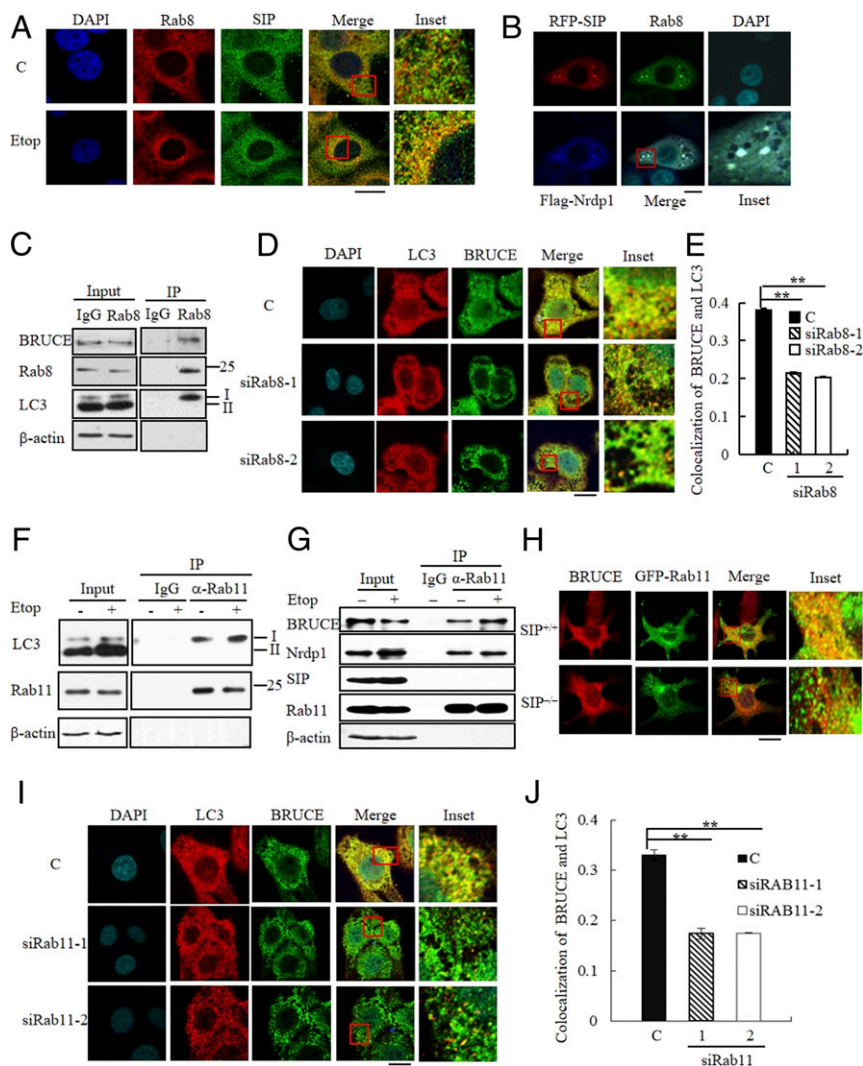 A
DAPI Rab8 SIP Merge Inset
C
Etop
B
RFP-SIP Rab8 DAPI
Flag-Nrdp1 Merge Inset
C
Input IP
IgG Rab8 IgG Rab8
BRUCE
Rab8 25
LC3 I
II
β-actin
D
DAPI LC3 BRUCE Merge Inset
C
siRab8-1
siRab8-2
E
Colocalization of BRUCE and LC3
0.4
0.3
0.2
0.1
0
**
**
C
siRab8-1
siRab8-2
C 1 2
siRab8
F
IP
Input IgG α-Rab11
Etop - + - + - +
LC3 I
II
Rab11 25
β-actin
G
IP
Input IgG α-Rab11
Etop – + – – +
BRUCE
Nrdp1
SIP
Rab11
β-actin
H
BRUCE GFP-Rab11 Merge Inset
SIP+/+
SIP-/-
I
DAPI LC3 BRUCE Merge Inset
C
siRab11-1
siRab11-2
J
Colocalization of BRUCE and LC3
0.4
0.3
0.2
0.1
0
**
**
C
siRAB11-1
siRAB11-2
C 1 2
siRab11